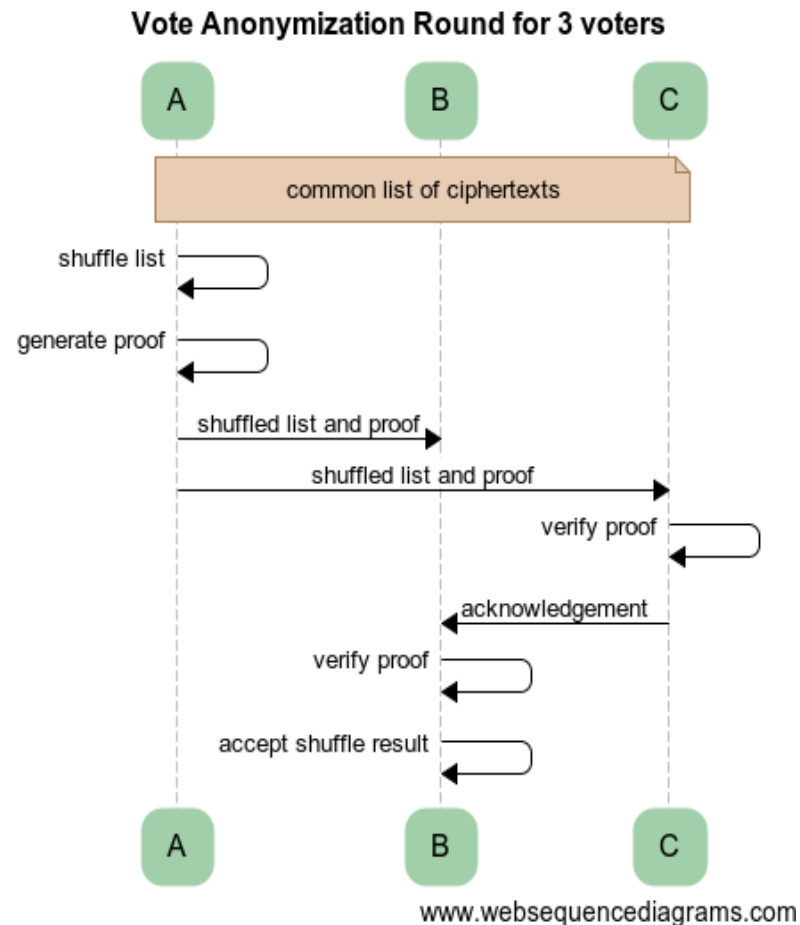 Vote Anonymization Round for 3 voters
A
B
C
common list of ciphertexts
shuffle list
generate proof
shuffled list and proof
shuffled list and proof
verify proof
acknowledgement
verify proof
accept shuffle result
A
B
C
www.websequencediagrams.com